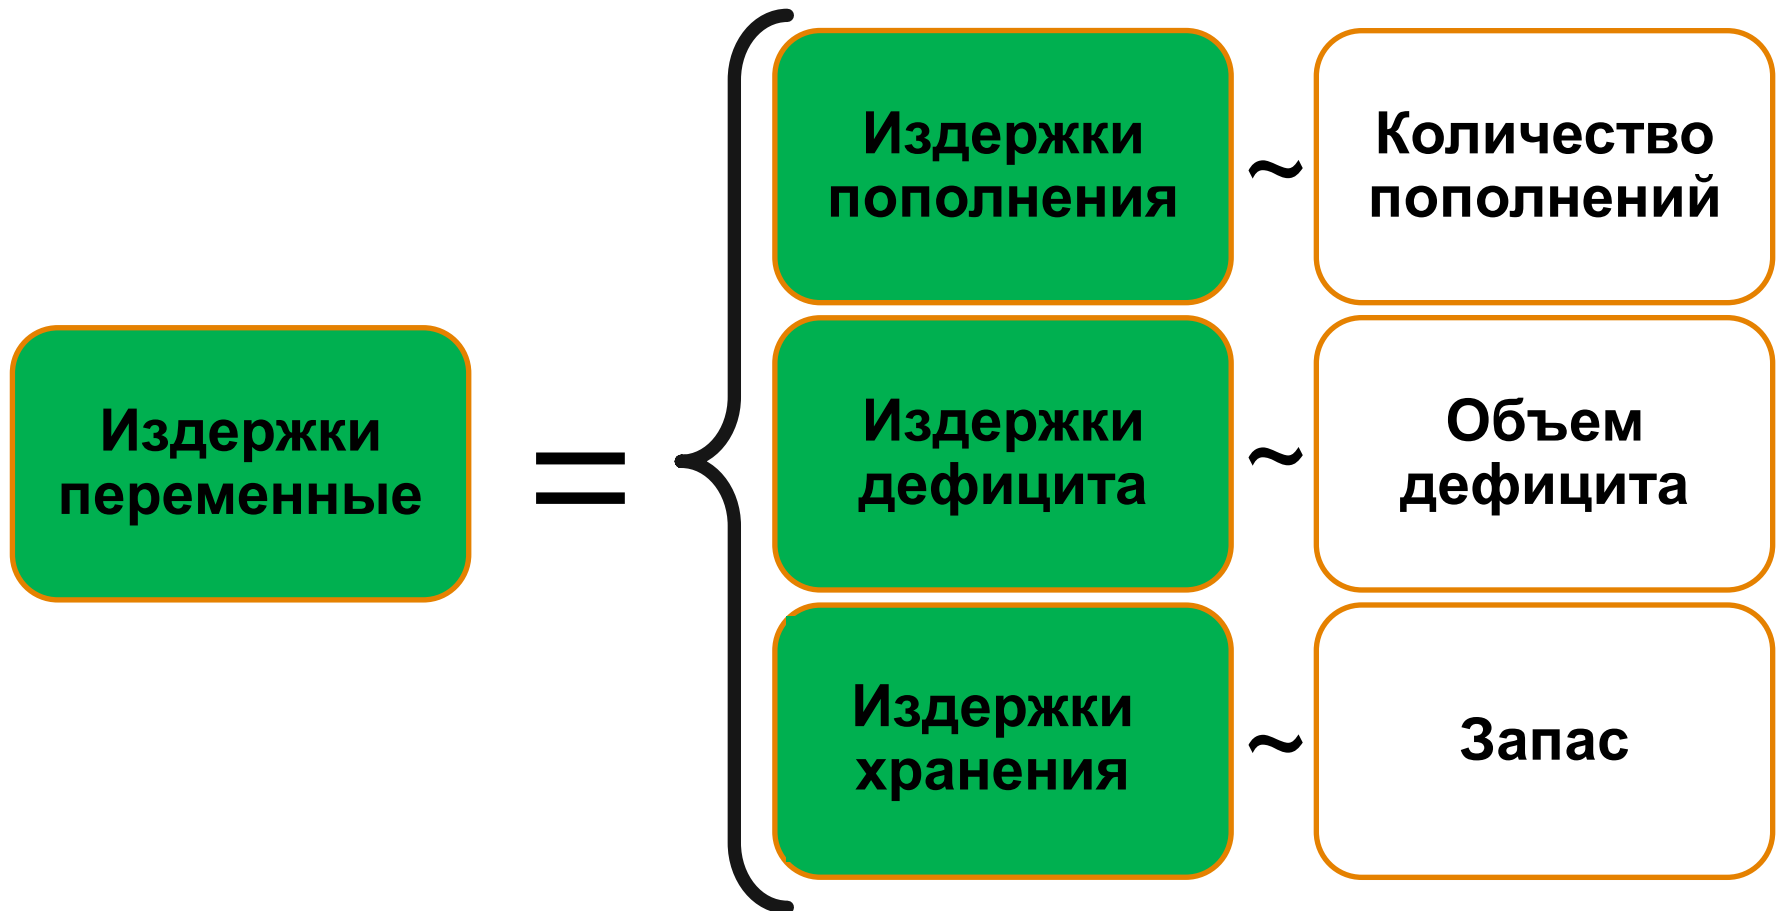 Издержки
переменные
=
Издержки
пополнения
~
Количество
пополнений
Издержки
дефицита
~
Объем
дефицита
Издержки
хранения
~
Запас